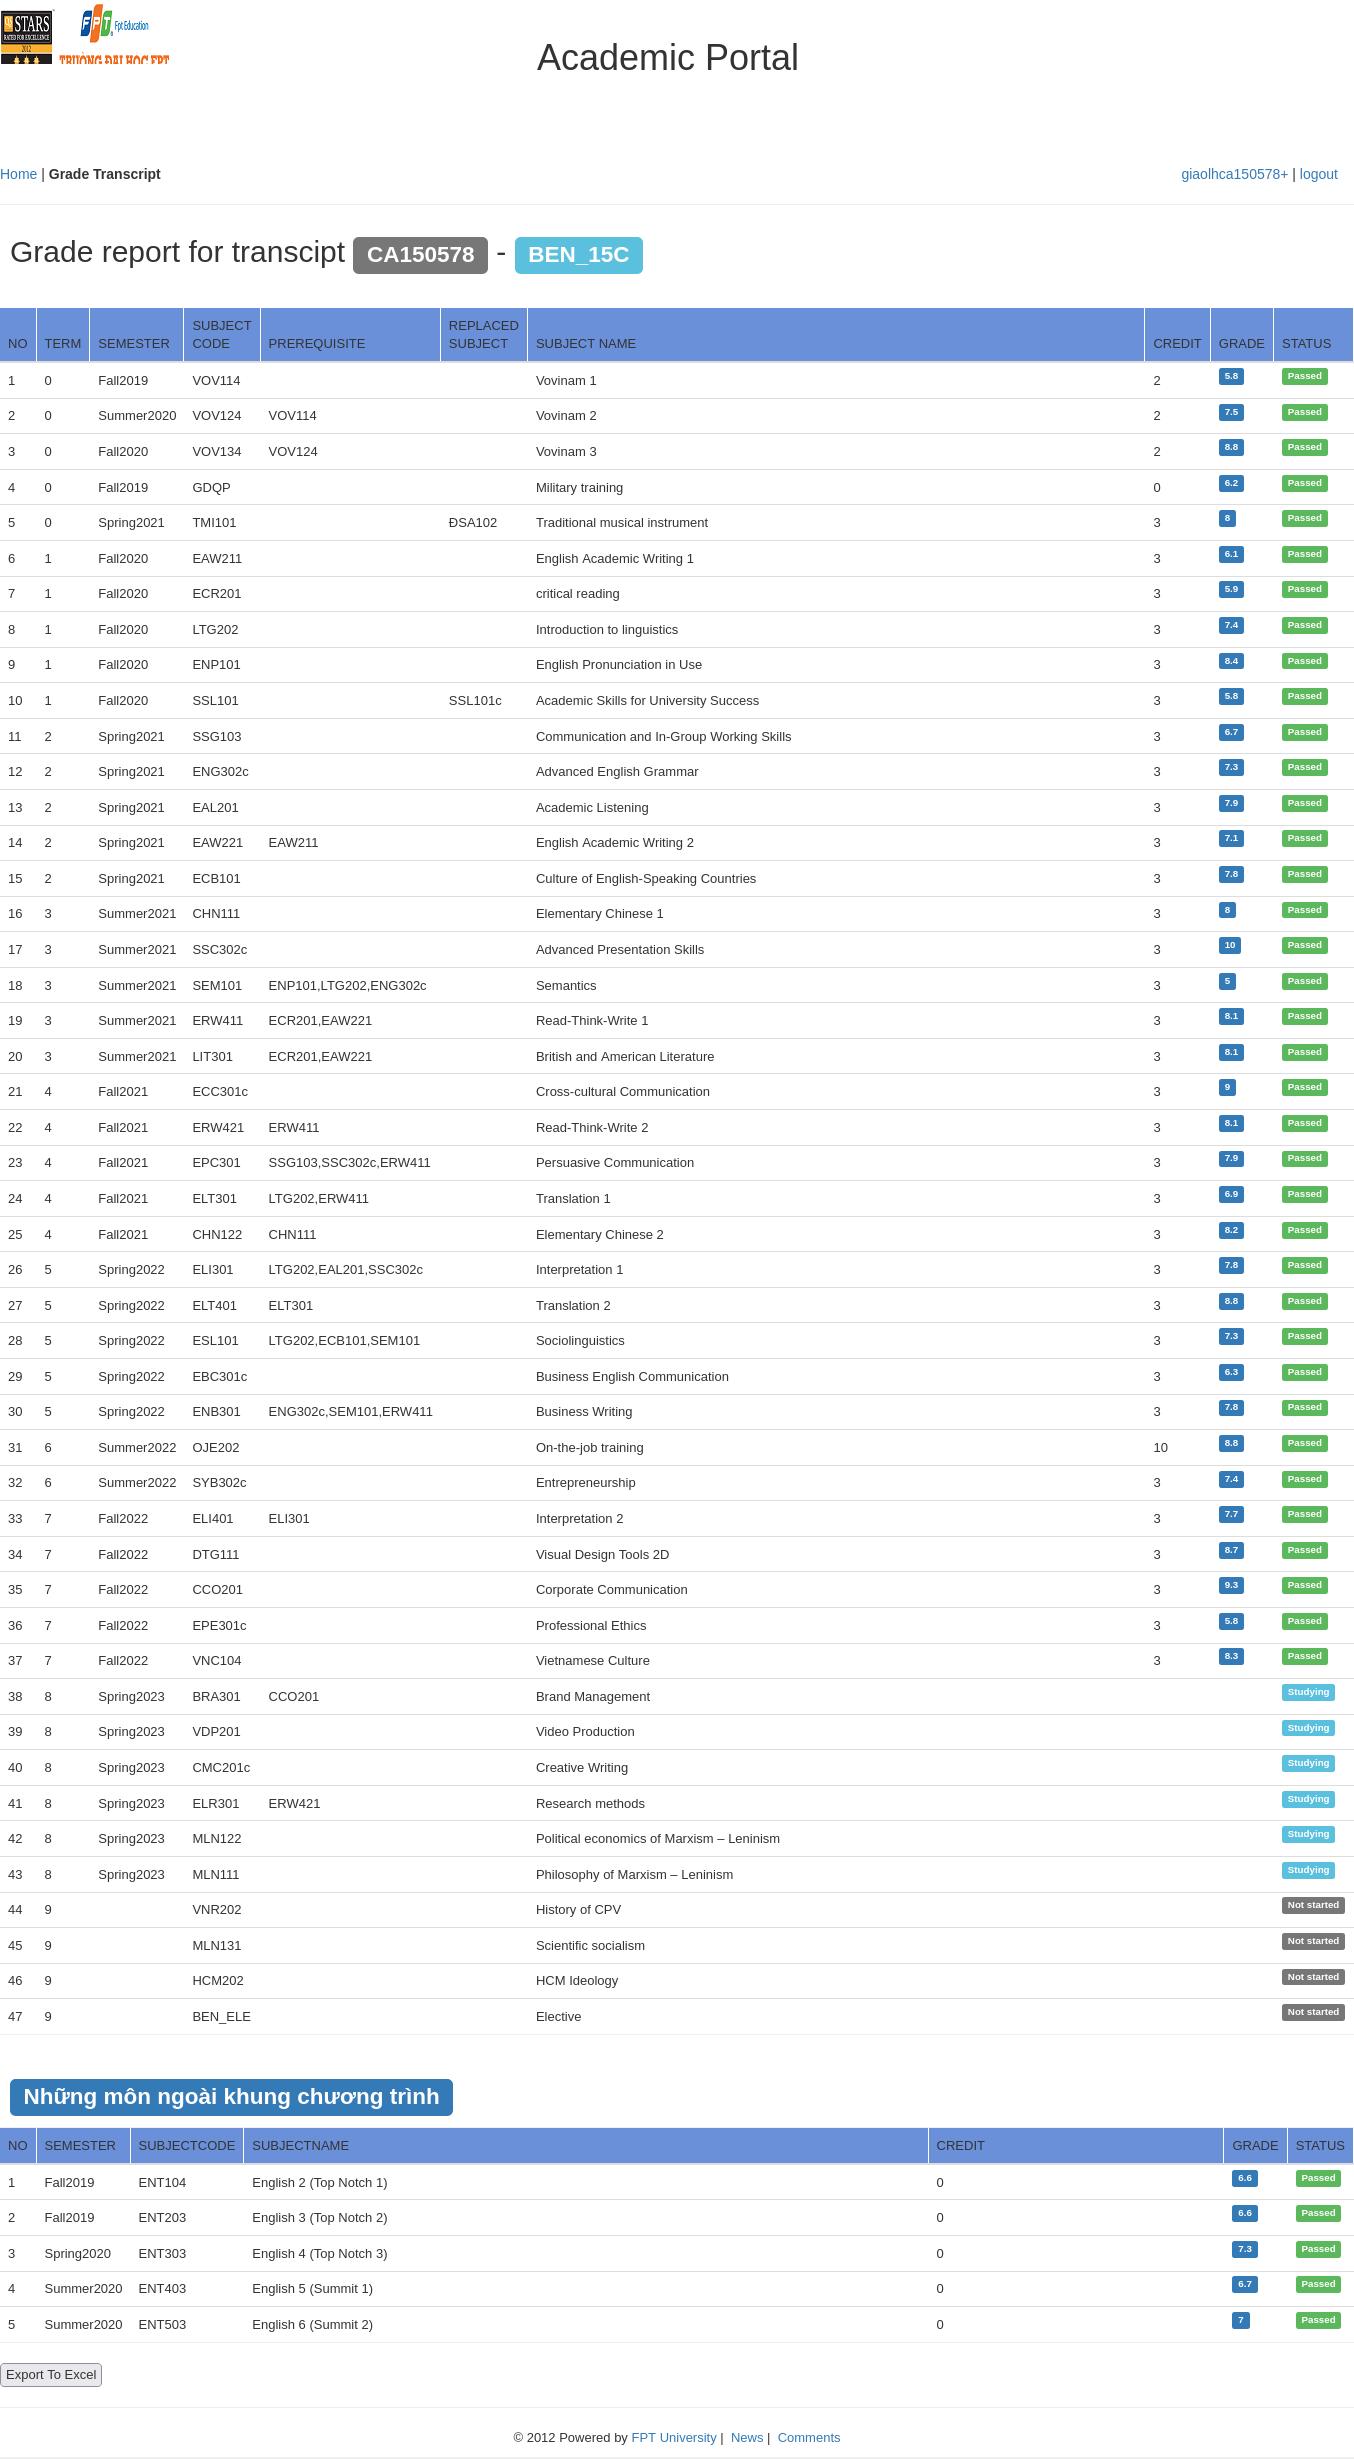 STARS
RATED FOR EXCELLENCE
2012
FPT Fpt Education
TRƯỜNG ĐẠI HỌC FPT
Academic Portal
Home | Grade Transcript
giaolhca150578+ | logout
Grade report for transcipt CA150578 - BEN_15C
NO TERM SEMESTER SUBJECT CODE PREREQUISITE REPLACED SUBJECT SUBJECT NAME CREDIT GRADE STATUS
1 0 Fall2019 VOV114 Vovinam 1 2 5.8 Passed
2 0 Summer2020 VOV124 VOV114 Vovinam 2 2 7.5 Passed
3 0 Fall2020 VOV134 VOV124 Vovinam 3 2 8.8 Passed
4 0 Fall2019 GDQP Military training 0 6.2 Passed
5 0 Spring2021 TMI101 ĐSA102 Traditional musical instrument 3 8 Passed
6 1 Fall2020 EAW211 English Academic Writing 1 3 6.1 Passed
7 1 Fall2020 ECR201 critical reading 3 5.9 Passed
8 1 Fall2020 LTG202 Introduction to linguistics 3 7.4 Passed
9 1 Fall2020 ENP101 English Pronunciation in Use 3 8.4 Passed
10 1 Fall2020 SSL101 SSL101c Academic Skills for University Success 3 5.8 Passed
11 2 Spring2021 SSG103 Communication and In-Group Working Skills 3 6.7 Passed
12 2 Spring2021 ENG302c Advanced English Grammar 3 7.3 Passed
13 2 Spring2021 EAL201 Academic Listening 3 7.9 Passed
14 2 Spring2021 EAW221 EAW211 English Academic Writing 2 3 7.1 Passed
15 2 Spring2021 ECB101 Culture of English-Speaking Countries 3 7.8 Passed
16 3 Summer2021 CHN111 Elementary Chinese 1 3 8 Passed
17 3 Summer2021 SSC302c Advanced Presentation Skills 3 10 Passed
18 3 Summer2021 SEM101 ENP101,LTG202,ENG302c Semantics 3 5 Passed
19 3 Summer2021 ERW411 ECR201,EAW221 Read-Think-Write 1 3 8.1 Passed
20 3 Summer2021 LIT301 ECR201,EAW221 British and American Literature 3 8.1 Passed
21 4 Fall2021 ECC301c Cross-cultural Communication 3 9 Passed
22 4 Fall2021 ERW421 ERW411 Read-Think-Write 2 3 8.1 Passed
23 4 Fall2021 EPC301 SSG103,SSC302c,ERW411 Persuasive Communication 3 7.9 Passed
24 4 Fall2021 ELT301 LTG202,ERW411 Translation 1 3 6.9 Passed
25 4 Fall2021 CHN122 CHN111 Elementary Chinese 2 3 8.2 Passed
26 5 Spring2022 ELI301 LTG202,EAL201,SSC302c Interpretation 1 3 7.8 Passed
27 5 Spring2022 ELT401 ELT301 Translation 2 3 8.8 Passed
28 5 Spring2022 ESL101 LTG202,ECB101,SEM101 Sociolinguistics 3 7.3 Passed
29 5 Spring2022 EBC301c Business English Communication 3 6.3 Passed
30 5 Spring2022 ENB301 ENG302c,SEM101,ERW411 Business Writing 3 7.8 Passed
31 6 Summer2022 OJE202 On-the-job training 10 8.8 Passed
32 6 Summer2022 SYB302c Entrepreneurship 3 7.4 Passed
33 7 Fall2022 ELI401 ELI301 Interpretation 2 3 7.7 Passed
34 7 Fall2022 DTG111 Visual Design Tools 2D 3 8.7 Passed
35 7 Fall2022 CCO201 Corporate Communication 3 9.3 Passed
36 7 Fall2022 EPE301c Professional Ethics 3 5.8 Passed
37 7 Fall2022 VNC104 Vietnamese Culture 3 8.3 Passed
38 8 Spring2023 BRA301 CCO201 Brand Management Studying
39 8 Spring2023 VDP201 Video Production Studying
40 8 Spring2023 CMC201c Creative Writing Studying
41 8 Spring2023 ELR301 ERW421 Research methods Studying
42 8 Spring2023 MLN122 Political economics of Marxism – Leninism Studying
43 8 Spring2023 MLN111 Philosophy of Marxism – Leninism Studying
44 9 VNR202 History of CPV Not started
45 9 MLN131 Scientific socialism Not started
46 9 HCM202 HCM Ideology Not started
47 9 BEN_ELE Elective Not started
Những môn ngoài khung chương trình
NO SEMESTER SUBJECTCODE SUBJECTNAME CREDIT GRADE STATUS
1 Fall2019 ENT104 English 2 (Top Notch 1) 0 6.6 Passed
2 Fall2019 ENT203 English 3 (Top Notch 2) 0 6.6 Passed
3 Spring2020 ENT303 English 4 (Top Notch 3) 0 7.3 Passed
4 Summer2020 ENT403 English 5 (Summit 1) 0 6.7 Passed
5 Summer2020 ENT503 English 6 (Summit 2) 0 7 Passed
Export To Excel
© 2012 Powered by FPT University | News | Comments